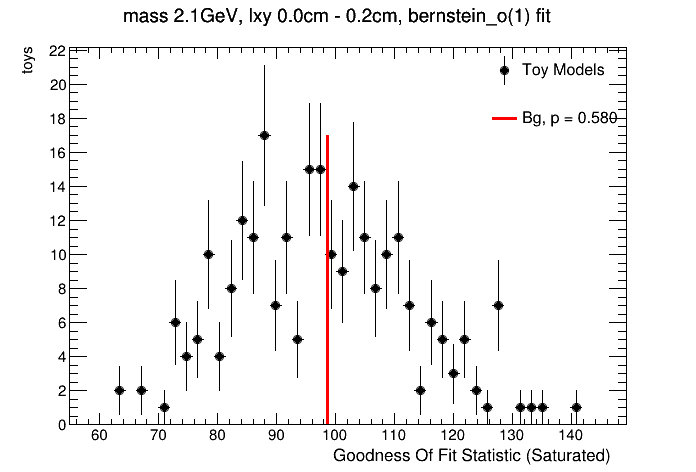 mass 2.1GeV, lxy 0.0cm - 0.2cm, bernstein_o(1) fit
toys
22
20
18
16
14
12
10
8
6
4
2
0
Toy Models
Bg, p = 0.580
60 70 80 90 100 110 120 130 140
Goodness Of Fit Statistic (Saturated)